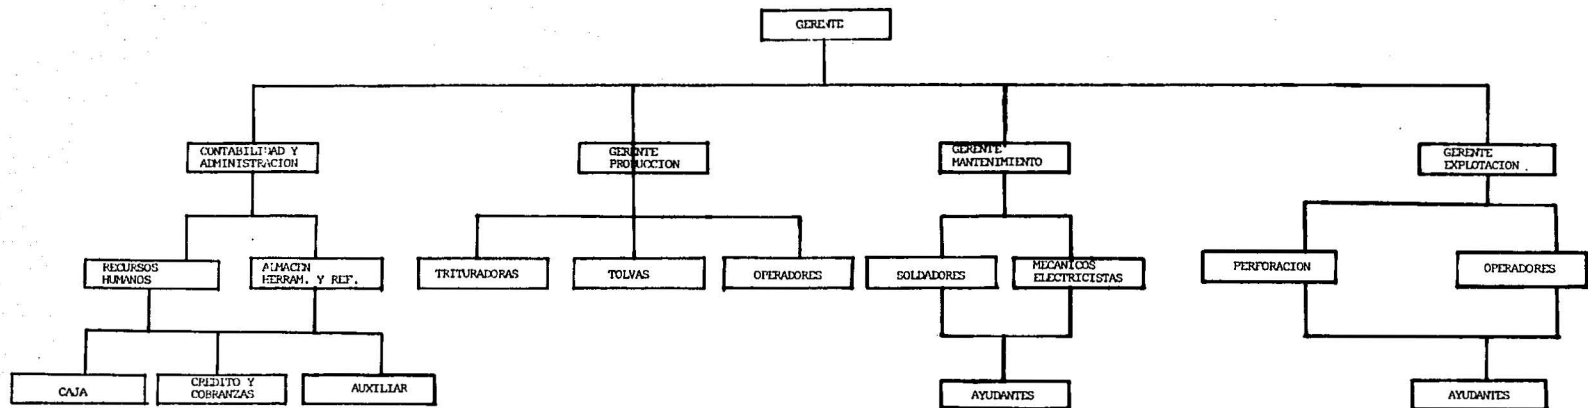 GERENTE
CONTABILIDAD Y
ADMINISTRACION
GERENTE
PRODUCCION
GERENTE
MANTENIMIENTO
GERENTE
EXPLOTACION
RECURSOS
HUMANOS
ALMACEN
HERRAM. Y REF.
TRITURADORAS
TOLVAS
OPERADORES
SOLDADORES
MECANICOS
ELECTRICISTAS
PERFORACION
OPERADORES
CAJA
CREDITO Y
COBRANZAS
AUXILIAR
AYUDANTES
AYUDANTES